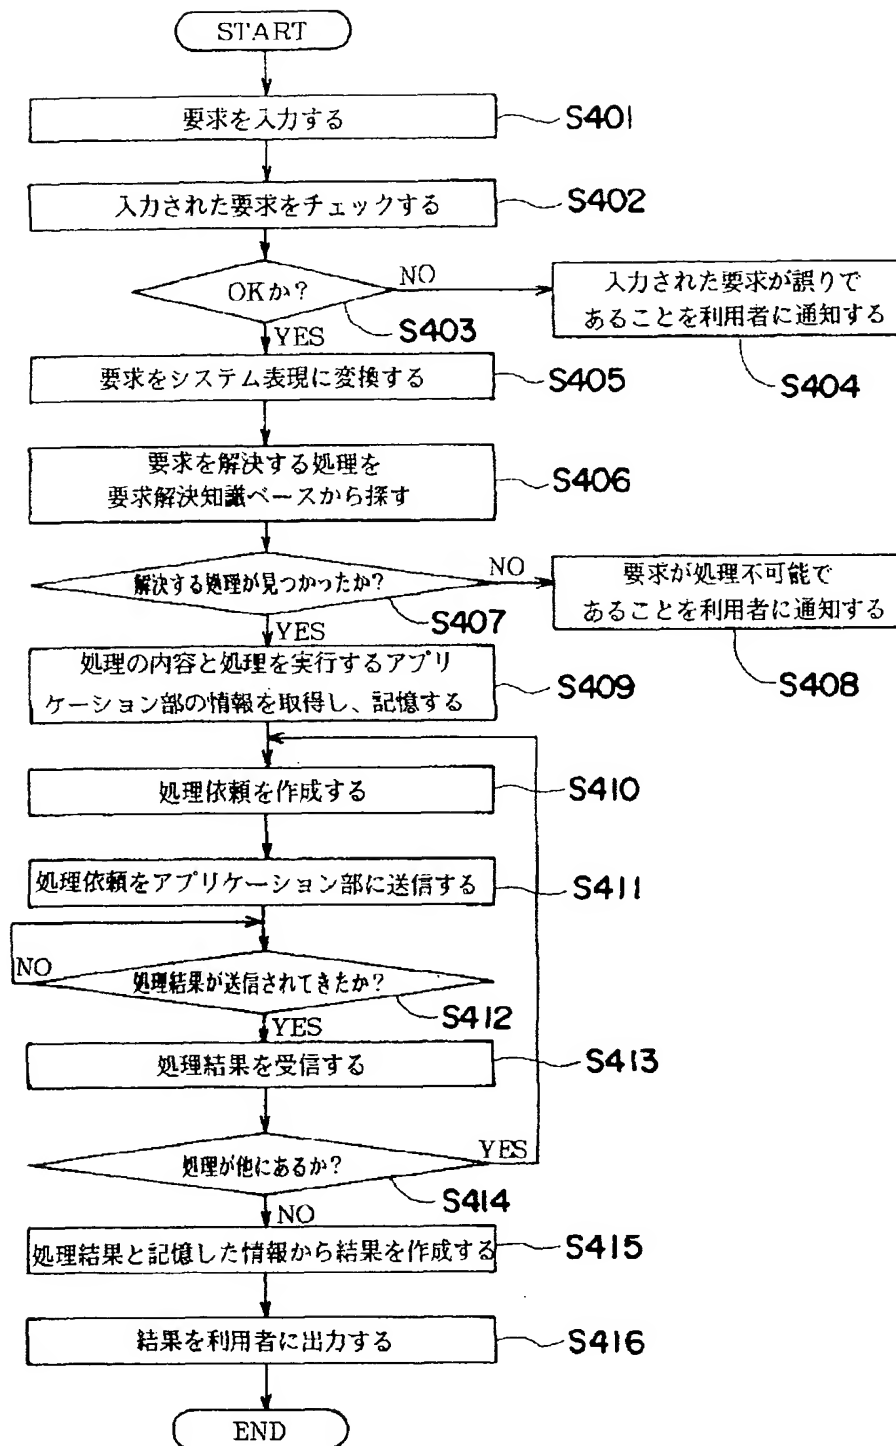 START
要求を入力する
S401
入力された要求をチェックする
S402
OKか?
NO
S403
YES
入力された要求が誤りで
あることを利用者に通知する
S404
要求をシステム表現に変換する
S405
要求を解決する処理を
要求解決知識ベースから探す
S406
解決する処理が見つかったか?
NO
S407
YES
要求が処理不可能で
あることを利用者に通知する
S408
処理の内容と処理を実行するアプリ
ケーション部の情報を取得し、記憶する
S409
処理依頼を作成する
S410
処理依頼をアプリケーション部に送信する
S411
NO
処理結果が送信されてきたか?
S412
YES
処理結果を受信する
S413
処理が他にあるか?
YES
S414
NO
処理結果と記憶した情報から結果を作成する
S415
結果を利用者に出力する
S416
END